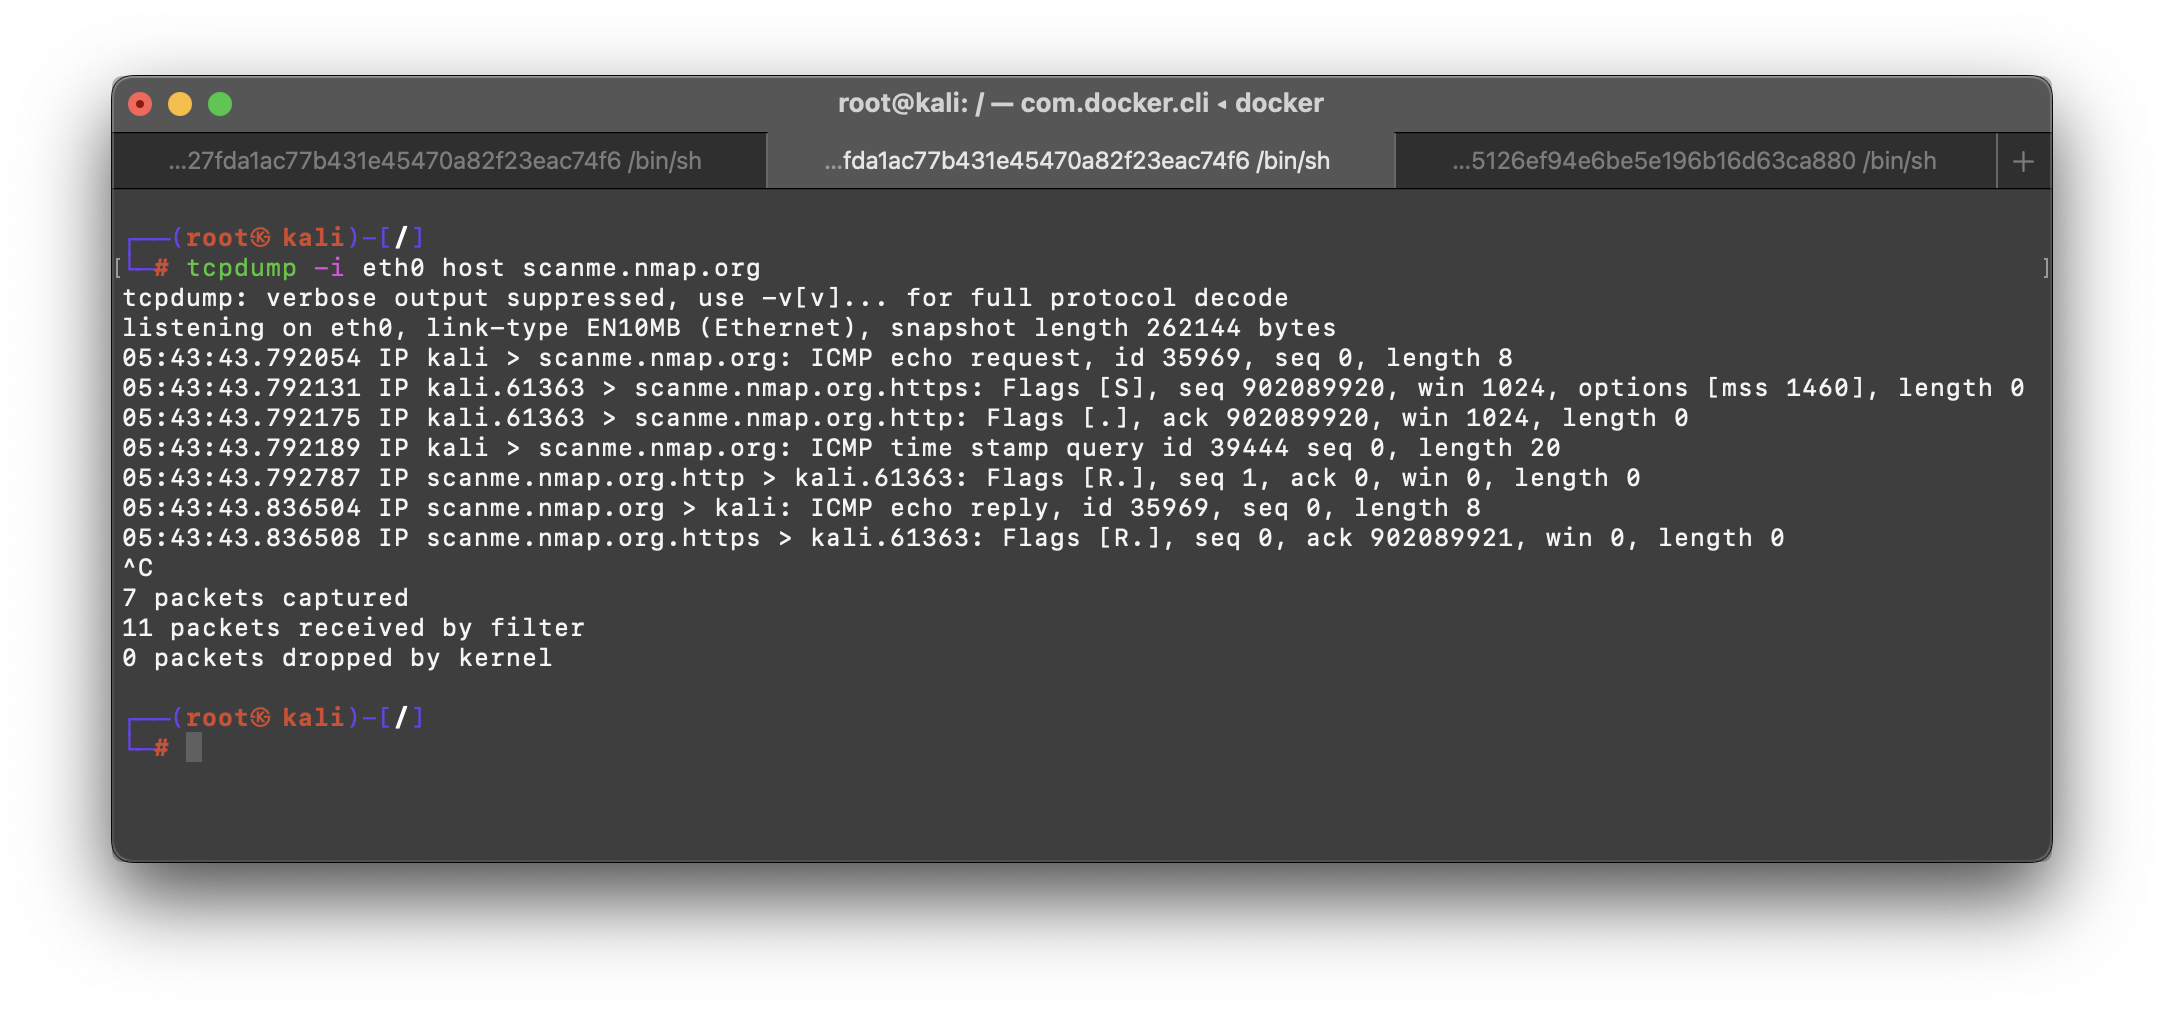 root@kali: / — com.docker.cli ◂ docker
...27fda1ac77b431e45470a82f23eac74f6 /bin/sh ...fda1ac77b431e45470a82f23eac74f6 /bin/sh ...5126ef94e6be5e196b16d63ca880 /bin/sh +
┌──(root㉿ kali)-[/]
└─# tcpdump -i eth0 host scanme.nmap.org
tcpdump: verbose output suppressed, use -v[v]... for full protocol decode
listening on eth0, link-type EN10MB (Ethernet), snapshot length 262144 bytes
05:43:43.792054 IP kali > scanme.nmap.org: ICMP echo request, id 35969, seq 0, length 8
05:43:43.792131 IP kali.61363 > scanme.nmap.org.https: Flags [S], seq 902089920, win 1024, options [mss 1460], length 0
05:43:43.792175 IP kali.61363 > scanme.nmap.org.http: Flags [.], ack 902089920, win 1024, length 0
05:43:43.792189 IP kali > scanme.nmap.org: ICMP time stamp query id 39444 seq 0, length 20
05:43:43.792787 IP scanme.nmap.org.http > kali.61363: Flags [R.], seq 1, ack 0, win 0, length 0
05:43:43.836504 IP scanme.nmap.org > kali: ICMP echo reply, id 35969, seq 0, length 8
05:43:43.836508 IP scanme.nmap.org.https > kali.61363: Flags [R.], seq 0, ack 902089921, win 0, length 0
^C
7 packets captured
11 packets received by filter
0 packets dropped by kernel
┌──(root㉿ kali)-[/]
└─#